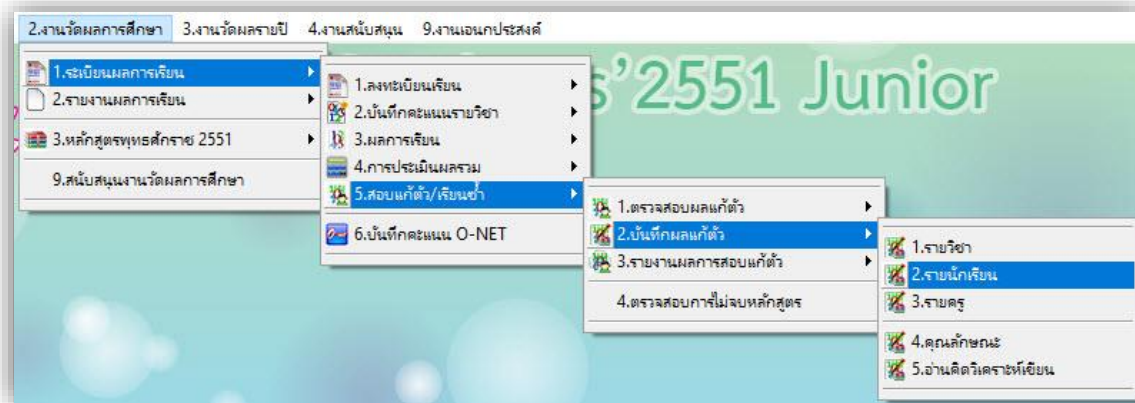 2.งานวัดผลการศึกษา 3.งานวัดผลรายปี 4.งานสนับสนุน 9.งานเอนกประสงค์
s'2551 Junior
1.ระเบียนผลการเรียน
2.รายงานผลการเรียน
3.หลักสูตรพุทธศักราช 2551
9.สนับสนุนงานวัดผลการศึกษา
1.ลงทะเบียนเรียน
2.บันทึกคะแนนรายวิชา
3.ผลการเรียน
4.การประเมินผลรวม
5.สอบแก้ตัว/เรียนซ้ำ
6.บันทึกคะแนน O-NET
1.ตรวจสอบผลแก้ตัว
2.บันทึกผลแก้ตัว
3.รายงานผลการสอบแก้ตัว
4.ตรวจสอบการไม่จบหลักสูตร
1.รายวิชา
2.รายนักเรียน
3.รายครู
4.คุณลักษณะ
5.อ่านคิดวิเคราะห์เขียน